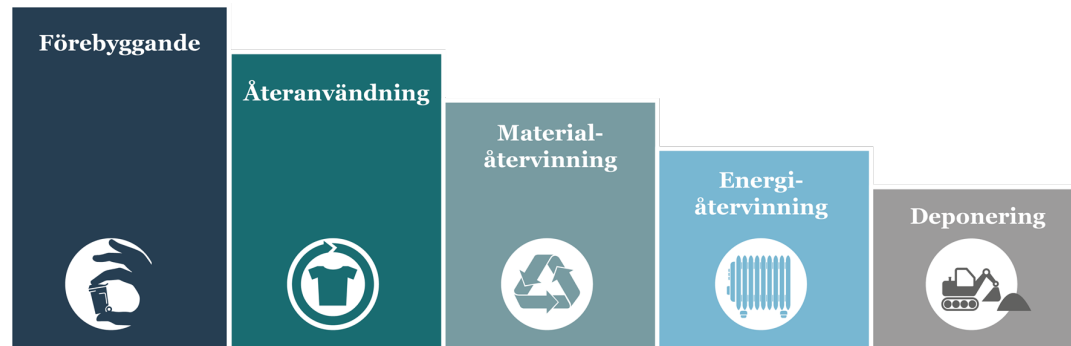 Förebyggande
Återanvändning
Material-
återvinning
Energi-
återvinning
Deponering